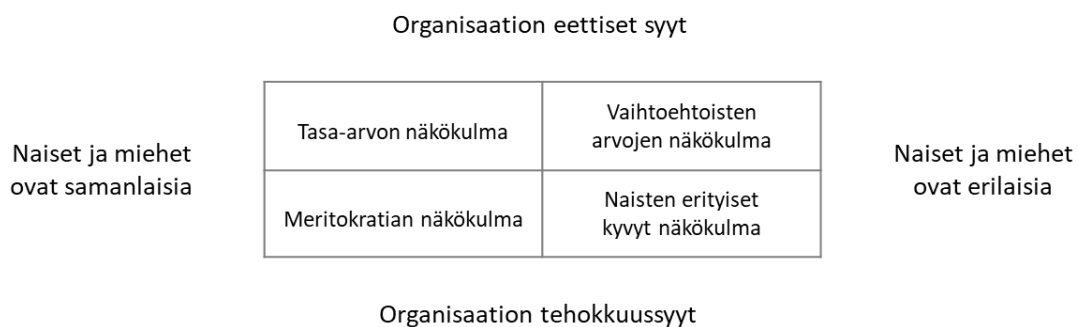 Organisaation eettiset syyt
Naiset ja miehet
ovat samanlaisia
Tasa-arvon näkökulma
Vaihtoehtoisten
arvojen näkökulma
Meritokratian näkökulma
Naisten erityiset
kyvyt näkökulma
Naiset ja miehet
ovat erilaisia
Organisaation tehokkuussyyt